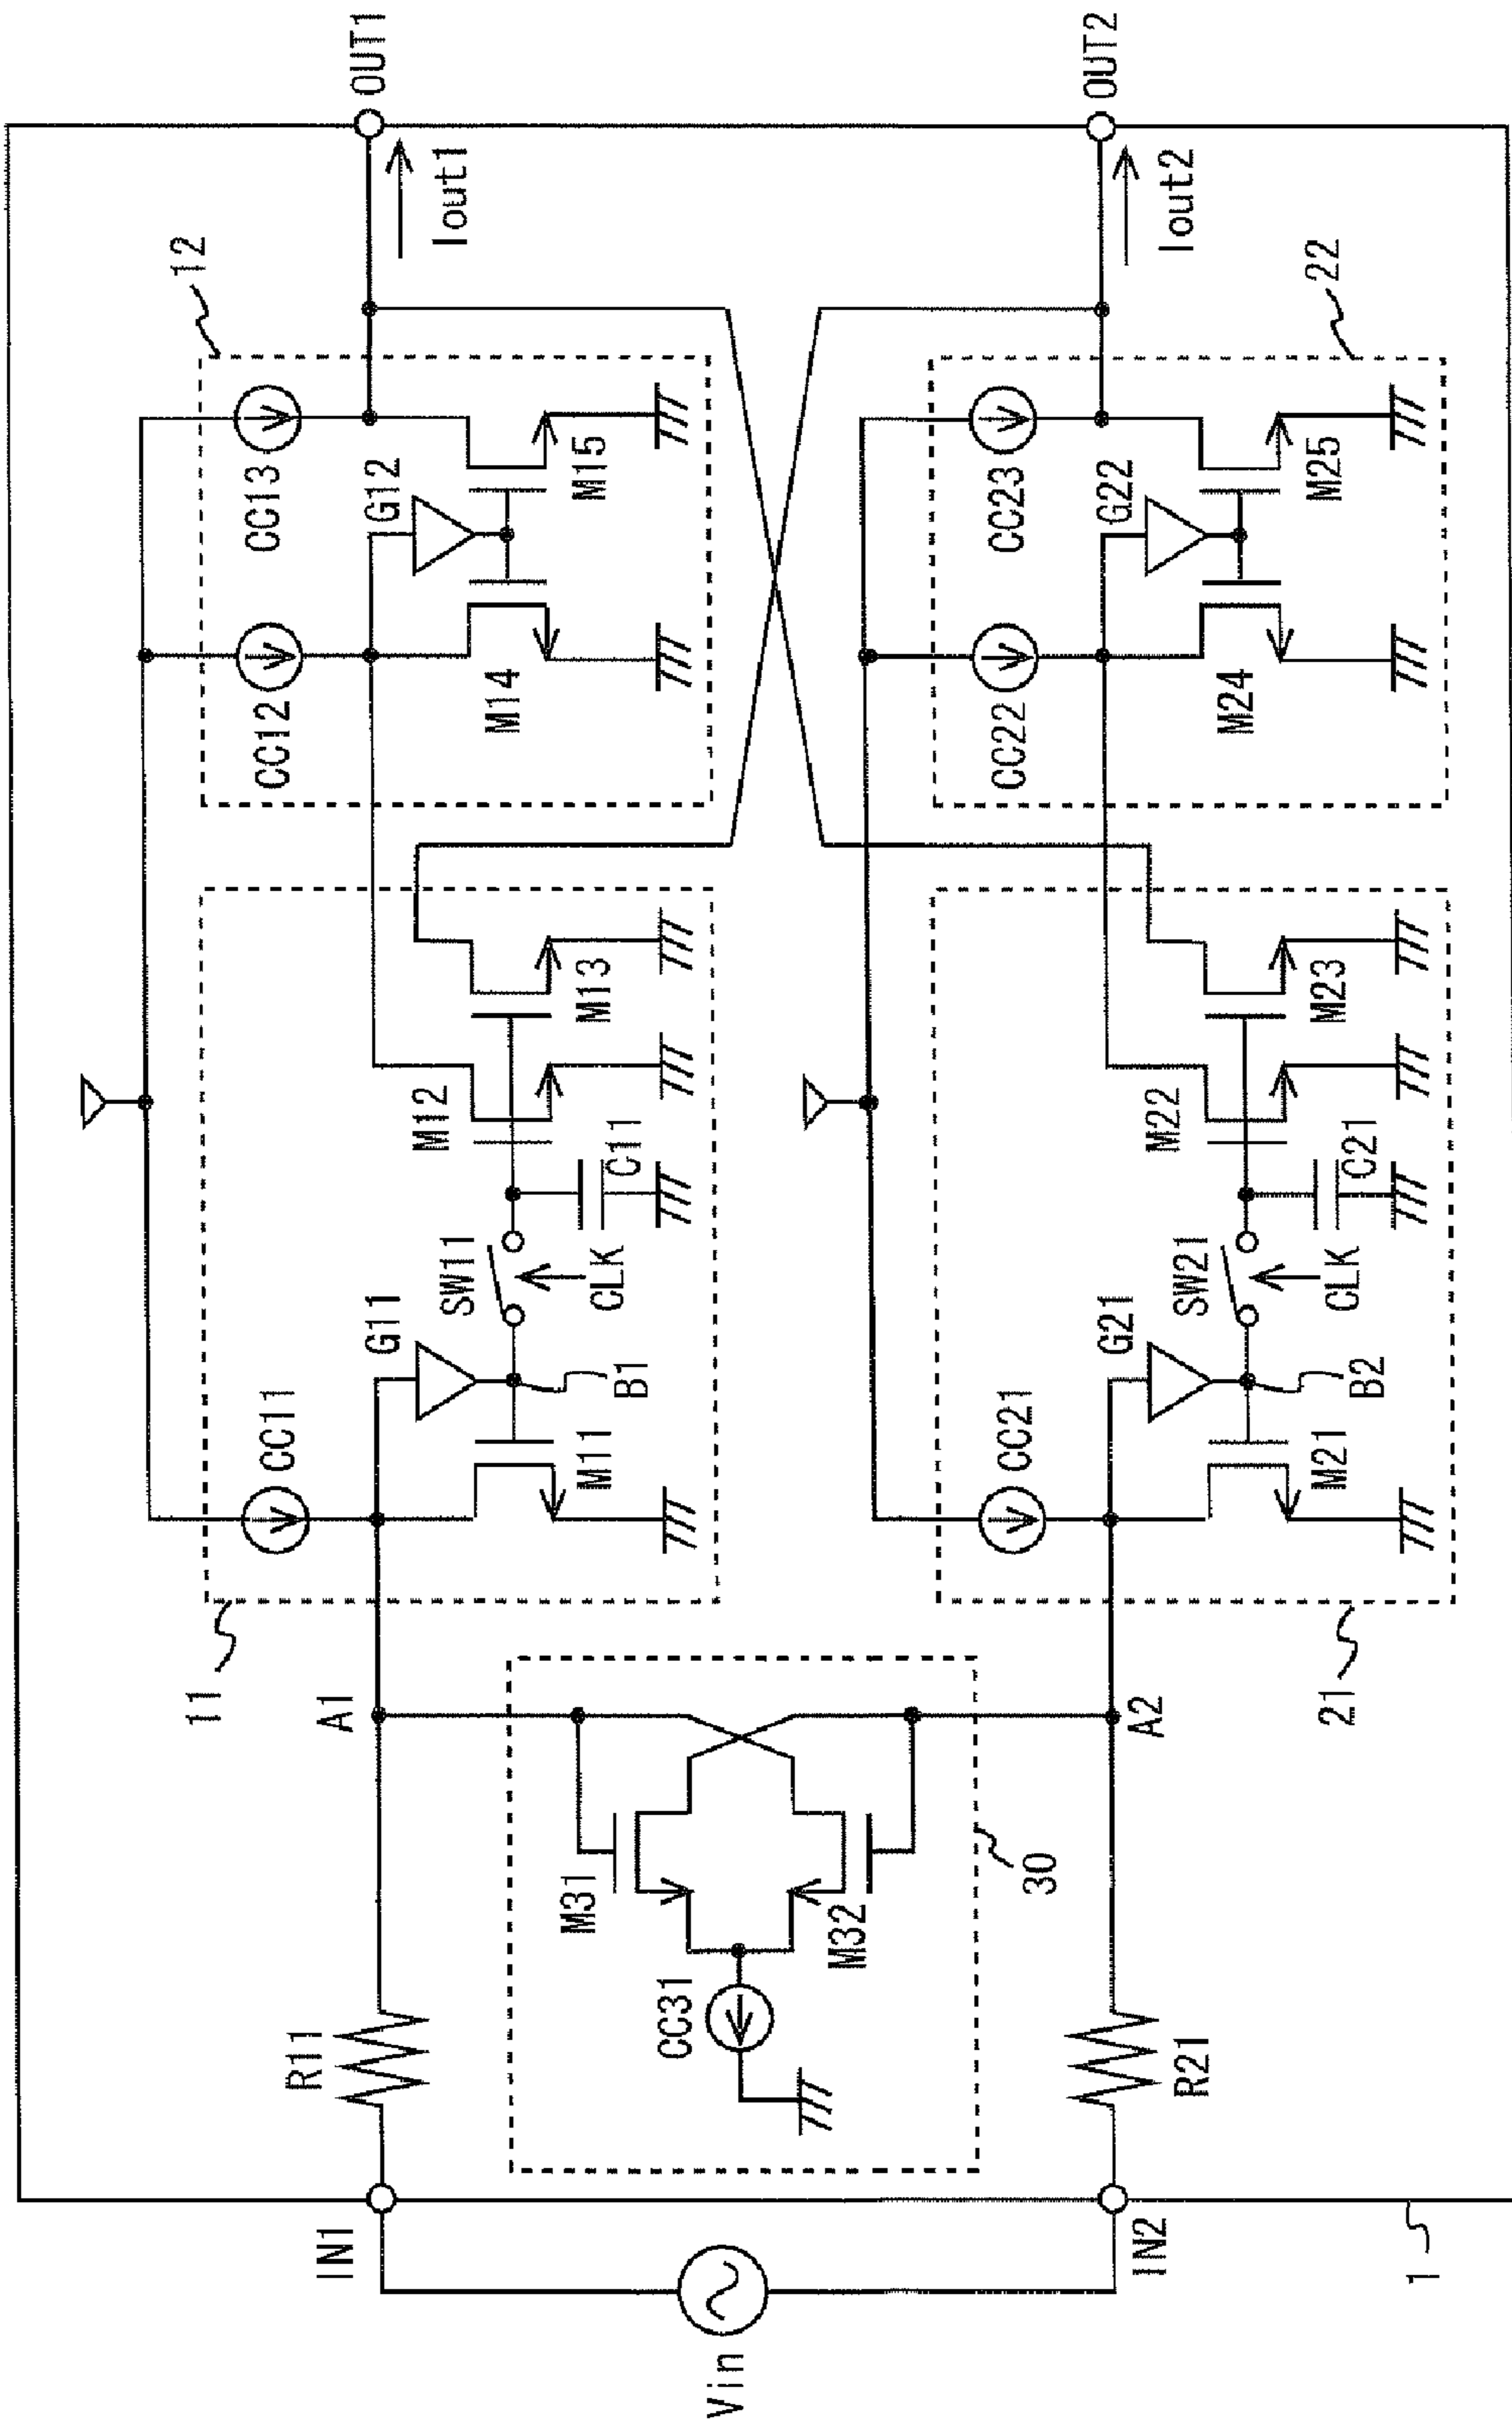 Vin
IN1
IN2
1
R11
R21
CC31
M31
M32
30
A1
A2
11
CC11
G11
M11
B1
SW11
CLK
C11
M12
M13
12
CC12
CC13
G12
M14
M15
OUT1
Iout1
21
CC21
G21
M21
B2
SW21
CLK
C21
M22
M23
22
CC22
CC23
G22
M24
M25
OUT2
Iout2